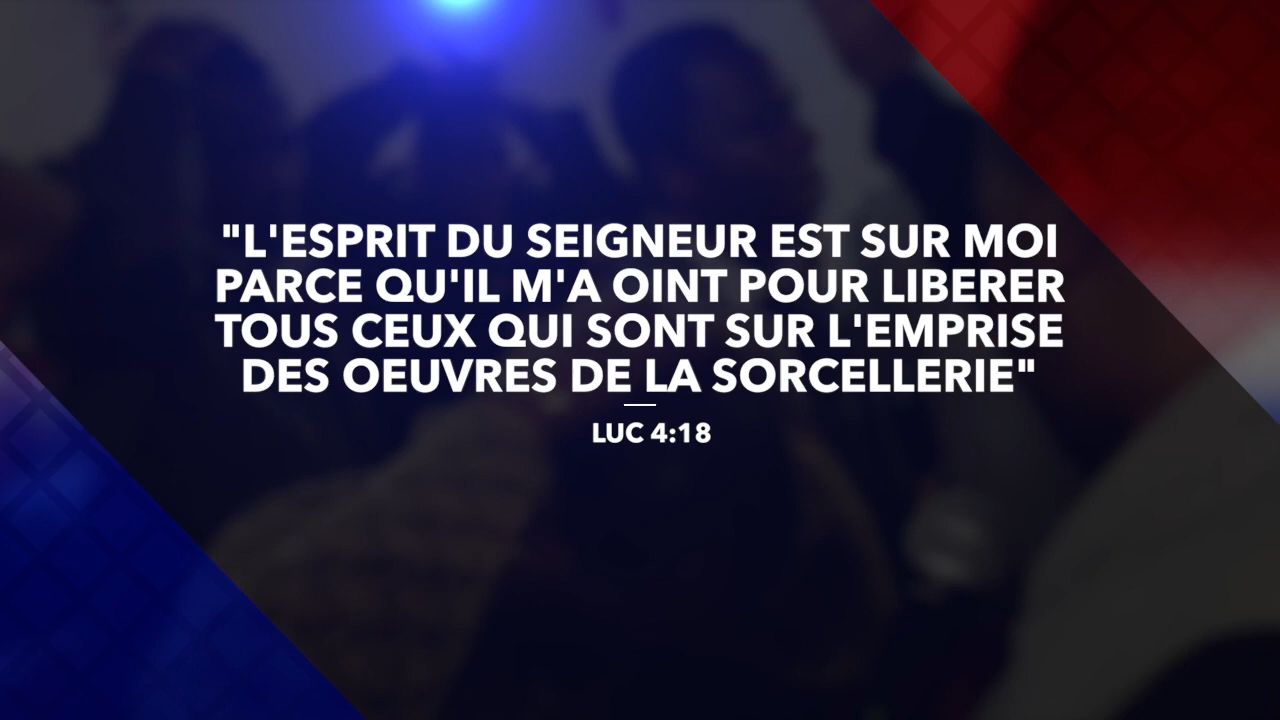 "L'ESPRIT DU SEIGNEUR EST SUR MOI
PARCE QU'IL M'A OINT POUR LIBERER
TOUS CEUX QUI SONT SUR L'EMPRISE
DES OEUVRES DE LA SORCELLERIE"
LUC 4:18